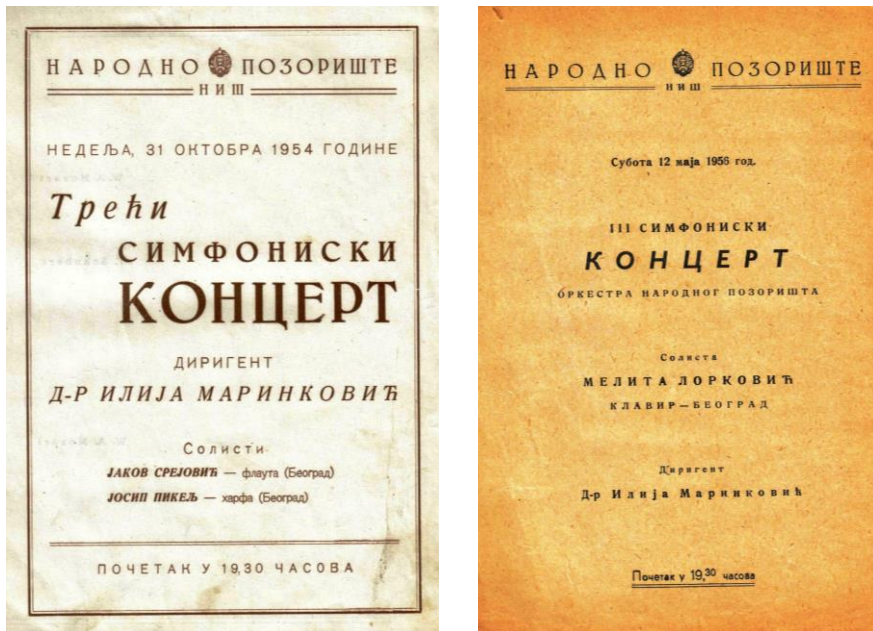 НАРОДНО ПОЗОРИШТЕ
НИШ
НЕДЕЉА, 31 ОКТОБРА 1954 ГОДИНЕ
Трећи
СИМФОНИСКИ
КОНЦЕРТ
ДИРИГЕНТ
Д-Р ИЛИЈА МАРИНКОВИЋ
Солисти
ЈАКОВ СРЕЈОВИЋ — флаута (Београд)
ЈОСИП ПИКЕЉ — харфа (Београд)
ПОЧЕТАК У 19,30 ЧАСОВА
НАРОДНО ПОЗОРИШТЕ
НИШ
Субота 12 маја 1956 год.
III СИМФОНИСКИ
КОНЦЕРТ
ОРКЕСТРА НАРОДНОГ ПОЗОРИШТА
Солиста
МЕЛИТА ЛОРКОВИЋ
КЛАВИР — БЕОГРАД
Диригент
Д-р Илија Маринковић
Почетак у 19,30 часова